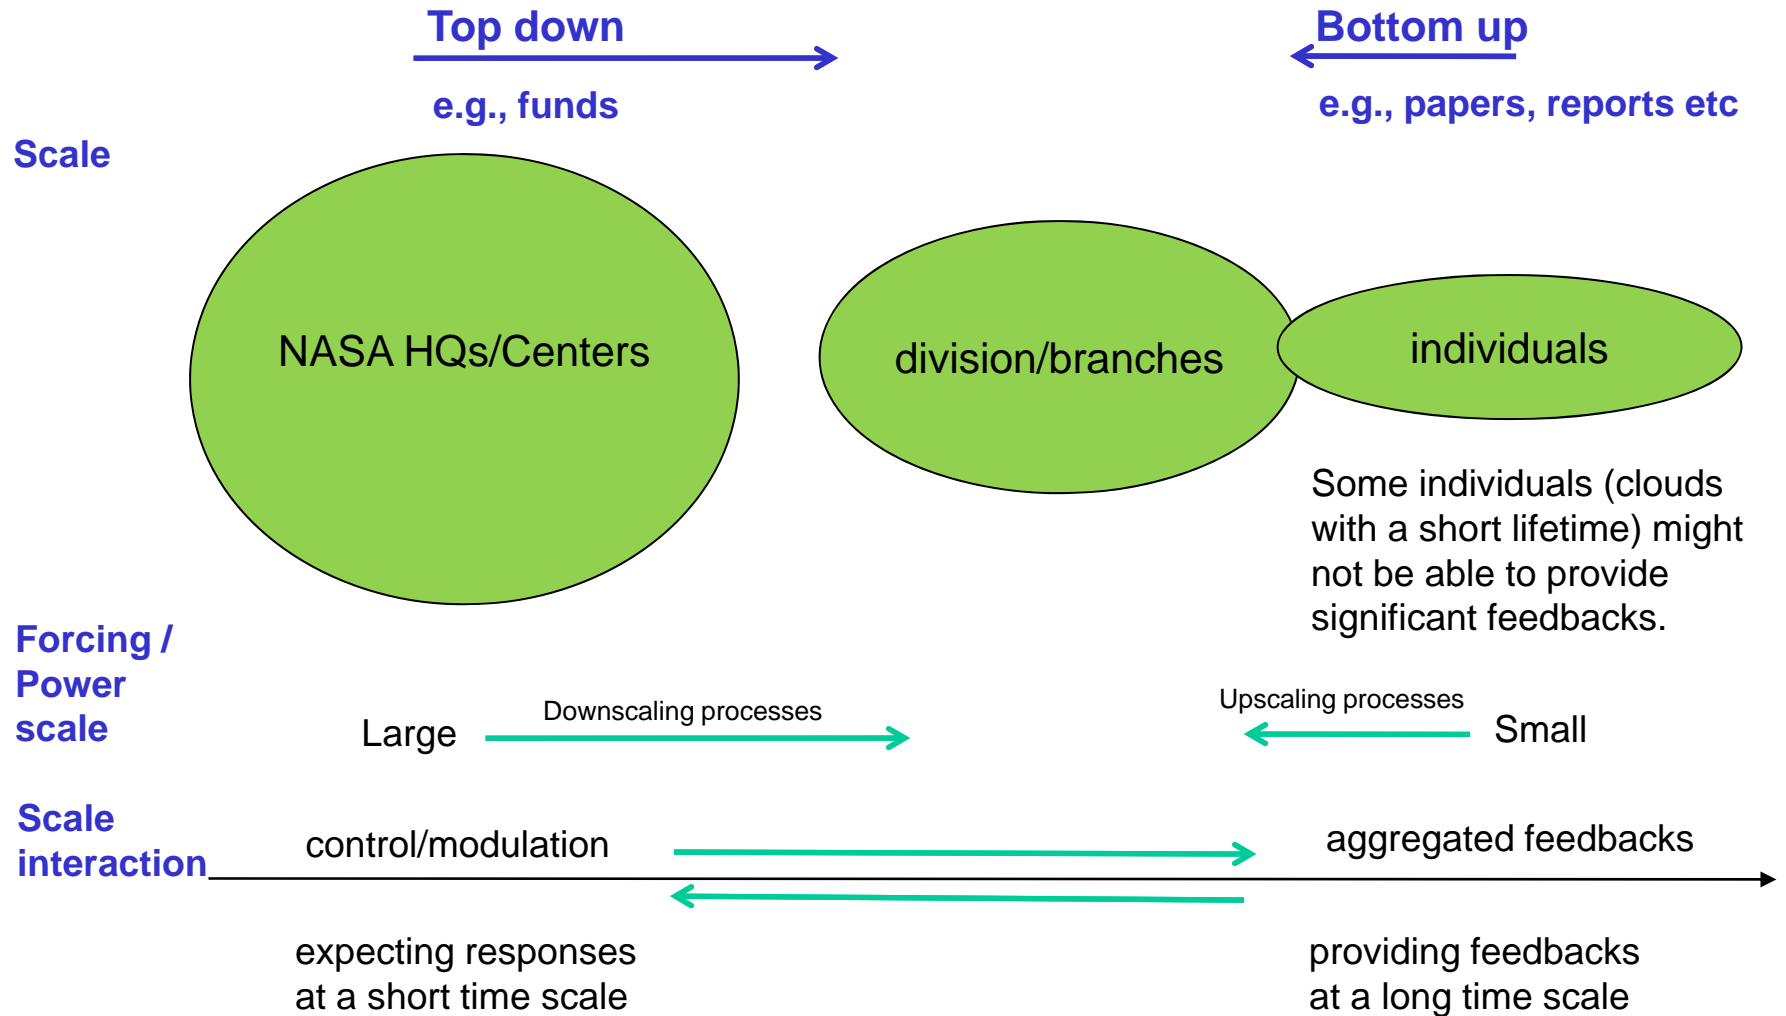 Top down
Bottom up
e.g., funds
e.g., papers, reports etc
Scale
NASA HQs/Centers
division/branches
individuals
Some individuals (clouds
with a short lifetime) might
not be able to provide
significant feedbacks.
Forcing /
Power
scale
Large
Downscaling processes
Upscaling processes
Small
Scale
interaction
control/modulation
aggregated feedbacks
expecting responses
at a short time scale
providing feedbacks
at a long time scale